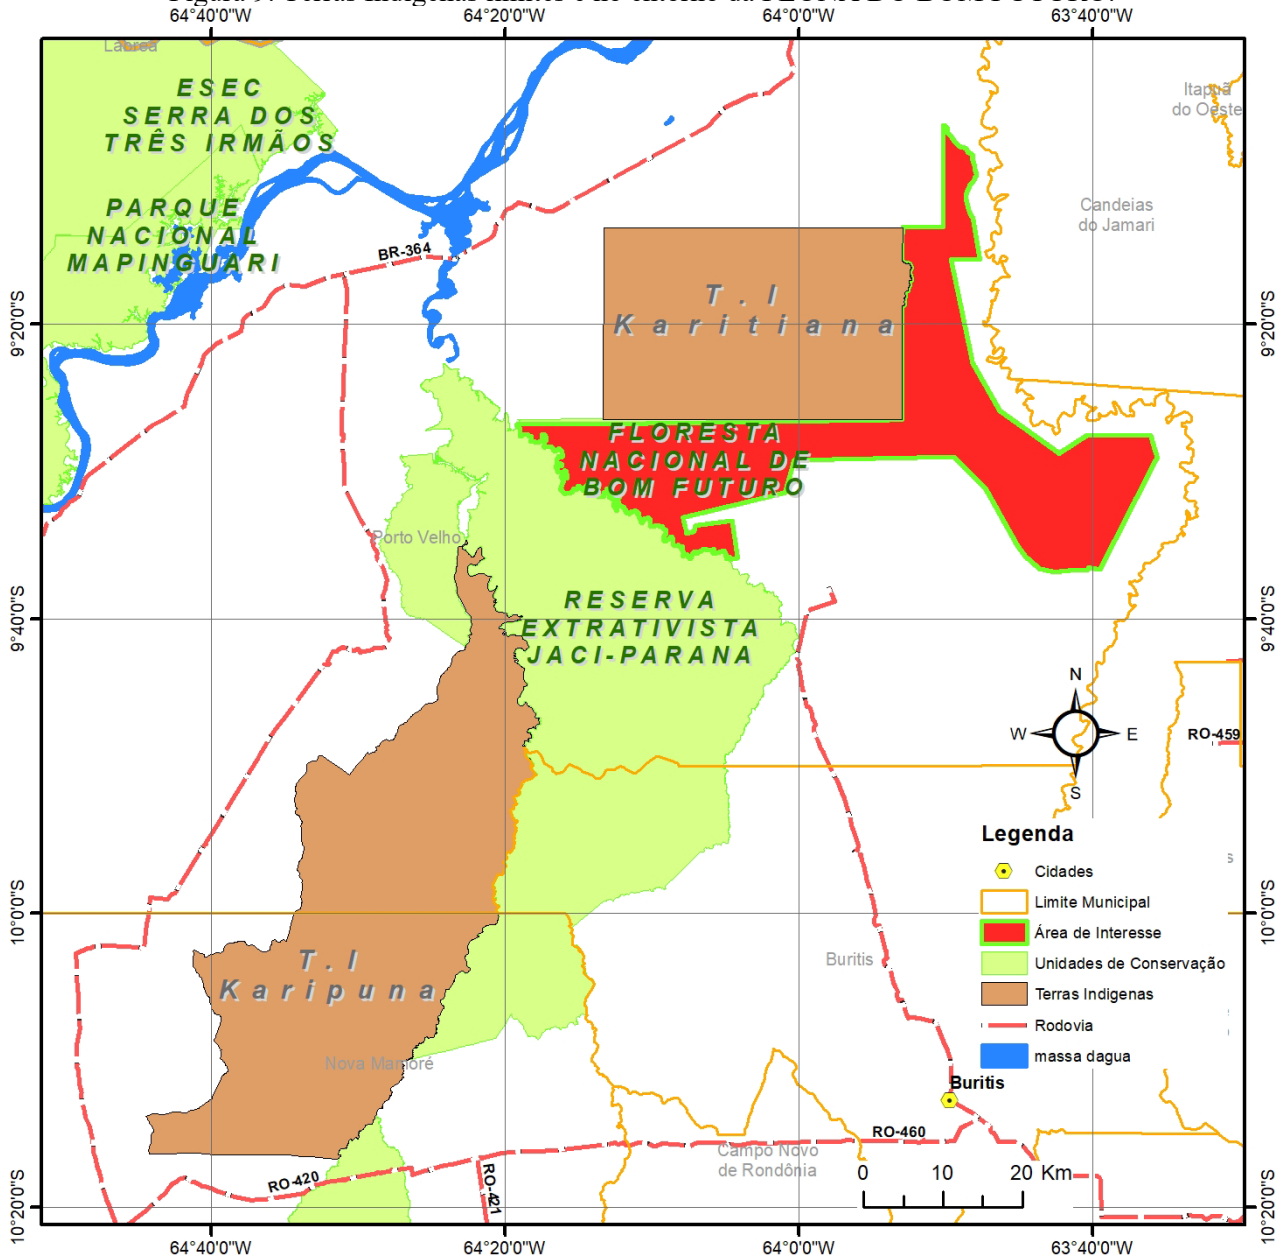 64°40'0"W 64°20'0"W 64°0'0"W 63°40'0"W
Lábrea
ESEC
SERRA DOS
TRÊS IRMÃOS
Itapuã
do Oeste
PARQUE
NACIONAL
MAPINGUARI
Candeias
do Jamari
BR-364
T. I
Karitiana
9°20'0"S 9°20'0"S
FLORESTA
NACIONAL DE
BOM FUTURO
Porto Velho
RESERVA
EXTRATIVISTA
JACI-PARANA
9°40'0"S 9°40'0"S
N
W E
S
RO-459
Legenda
Cidades
Limite Municipal
Área de Interesse
Unidades de Conservação
Terras Indigenas
Rodovia
massa dagua
10°0'0"S 10°0'0"S
T. I
Karipuna
Buritis
Nova Mamoré
Buritis
RO-460
Campo Novo
de Rondônia
RO-420
RO-421
0 10 20 Km
10°20'0"S 10°20'0"S
64°40'0"W 64°20'0"W 64°0'0"W 63°40'0"W